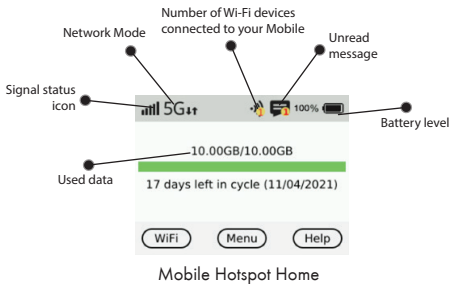 Number of Wi-Fi devices
connected to your Mobile
Network Mode
Unread
message
Signal status
icon
5G
1
1
100%
Battery level
Used data
10.00GB/10.00GB
17 days left in cycle (11/04/2021)
WiFi
Menu
Help
Mobile Hotspot Home